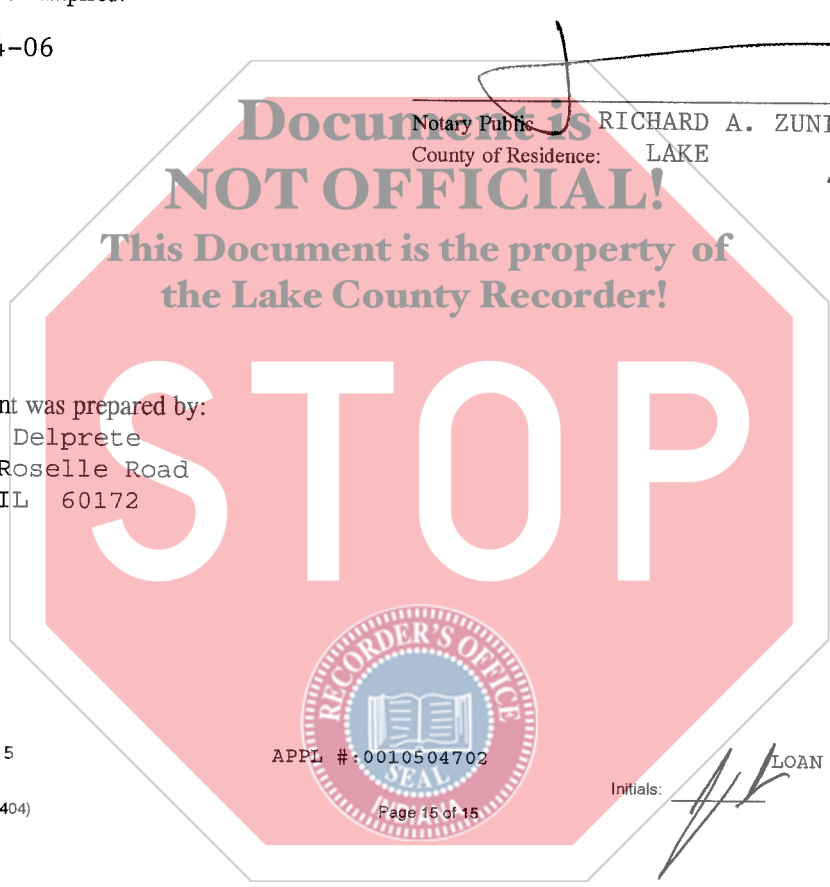 4-06
Document is
Notary Public RICHARD A. ZUNI
County of Residence: LAKE
NOT OFFICIAL!
This Document is the property of
the Lake County Recorder!
STOP
nt was prepared by:
Delprete
Roselle Road
IL 60172
RECORDER'S OFFICE
SEAL
INDIANA
5
APPL #:0010504702
LOAN
Initials:
404)
Page 15 of 15